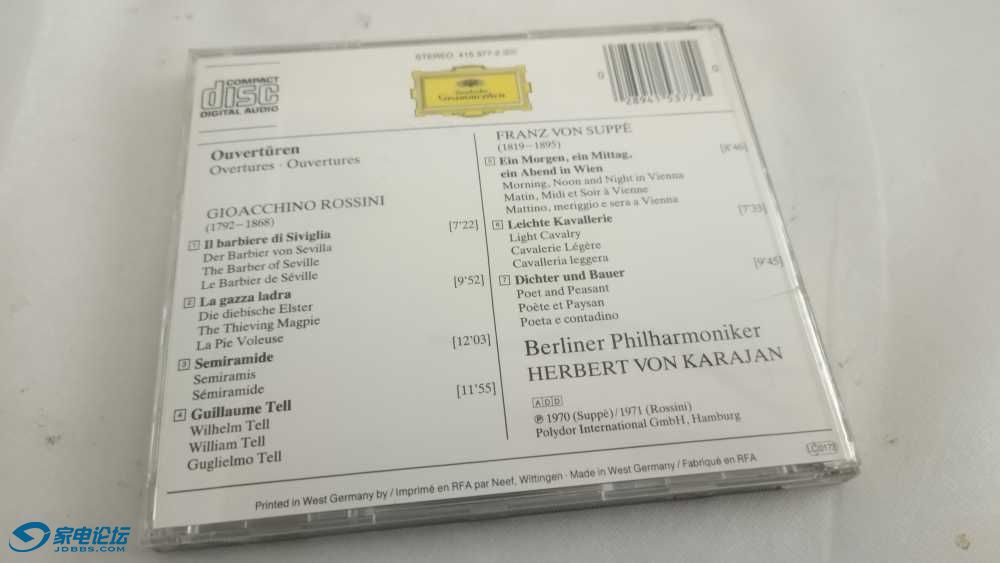 COMPACT
disc
DIGITAL AUDIO
STEREO 415 377-2
Deutsche
Grammophon
0
28941 53772
0
Ouvertüren
Overtures · Ouvertures
GIOACCHINO ROSSINI
(1792–1868)
1 Il barbiere di Siviglia [7'22]
Der Barbier von Sevilla
The Barber of Seville
Le Barbier de Séville
2 La gazza ladra [9'52]
Die diebische Elster
The Thieving Magpie
La Pie Voleuse
3 Semiramide [12'03]
Semiramis
Sémiramide
4 Guillaume Tell [11'55]
Wilhelm Tell
William Tell
Guglielmo Tell
FRANZ VON SUPPÉ
(1819–1895)
5 Ein Morgen, ein Mittag, [8'46]
ein Abend in Wien
Morning, Noon and Night in Vienna
Matin, Midi et Soir à Vienne
Mattino, meriggio e sera a Vienna
6 Leichte Kavallerie [7'33]
Light Cavalry
Cavalerie Légère
Cavalleria leggera
7 Dichter und Bauer [9'45]
Poet and Peasant
Poète et Paysan
Poeta e contadino
Berliner Philharmoniker
HERBERT VON KARAJAN
ADD
℗ 1970 (Suppé)/1971 (Rossini)
Polydor International GmbH, Hamburg
LC 0173
Printed in West Germany by / Imprimé en RFA par Neef, Wittingen · Made in West Germany / Fabriqué en RFA
家电论坛
JDBBS.COM